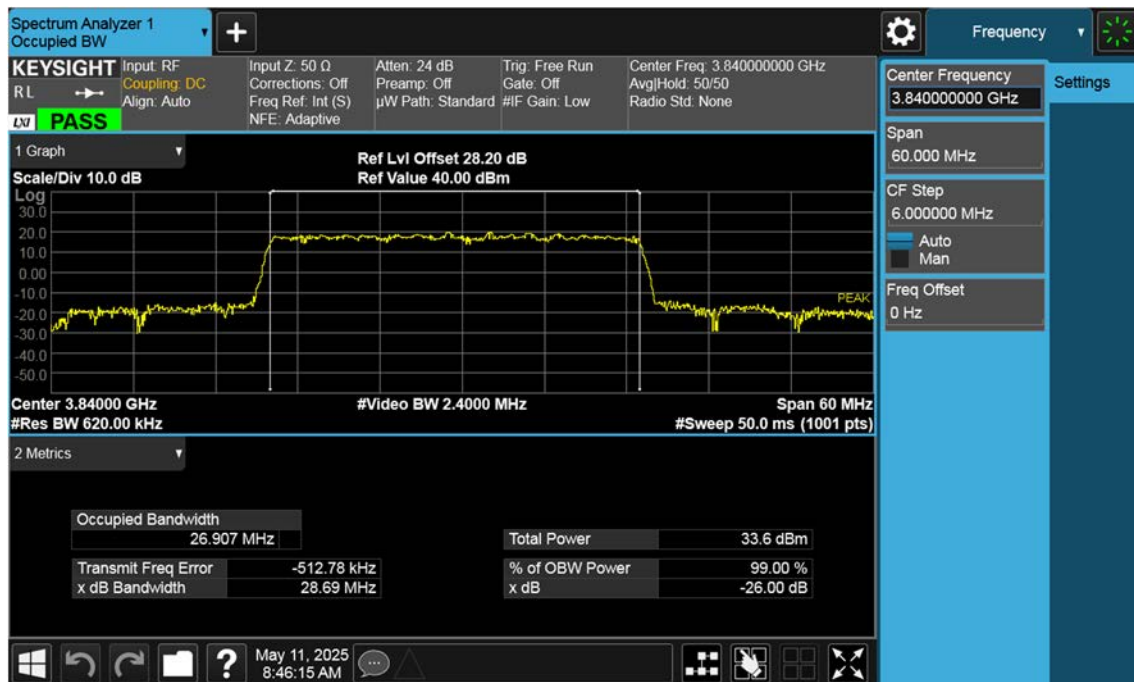 Spectrum Analyzer 1
Occupied BW
Frequency
KEYSIGHT
RL
LXI
PASS
Input: RF
Coupling: DC
Align: Auto
Input Z: 50 Ω
Corrections: Off
Freq Ref: Int (S)
NFE: Adaptive
Atten: 24 dB
Preamp: Off
µW Path: Standard
Trig: Free Run
Gate: Off
#IF Gain: Low
Center Freq: 3.840000000 GHz
Avg|Hold: 50/50
Radio Std: None
Center Frequency
3.840000000 GHz
Settings
Span
60.000 MHz
CF Step
6.000000 MHz
Auto
Man
Freq Offset
0 Hz
1 Graph
Scale/Div 10.0 dB
Ref Lvl Offset 28.20 dB
Ref Value 40.00 dBm
Log
30.0
20.0
10.0
0.00
-10.0
-20.0
-30.0
-40.0
-50.0
PEAK
Center 3.84000 GHz
#Video BW 2.4000 MHz
Span 60 MHz
#Res BW 620.00 kHz
#Sweep 50.0 ms (1001 pts)
2 Metrics
Occupied Bandwidth
26.907 MHz
Transmit Freq Error -512.78 kHz
x dB Bandwidth 28.69 MHz
Total Power 33.6 dBm
% of OBW Power 99.00 %
x dB -26.00 dB
?
May 11, 2025
8:46:15 AM